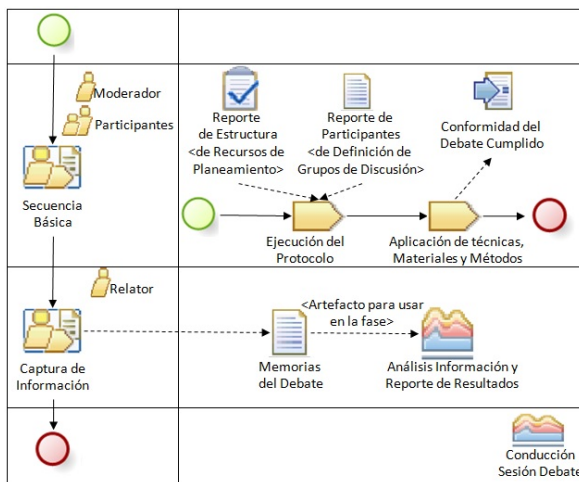 Moderador
Participantes
Secuencia
Básica
Reporte
de Estructura
<de Recursos de
Planeamiento>
Reporte de
Participantes
<de Definición de
Grupos de Discusión>
Conformidad del
Debate Cumplido
Ejecución del
Protocolo
Aplicación de técnicas,
Materiales y Métodos
Relator
Captura de
Información
<Artefacto para usar
en la fase>
Memorias
del Debate
Análisis Información y
Reporte de Resultados
Conducción
Sesión Debate